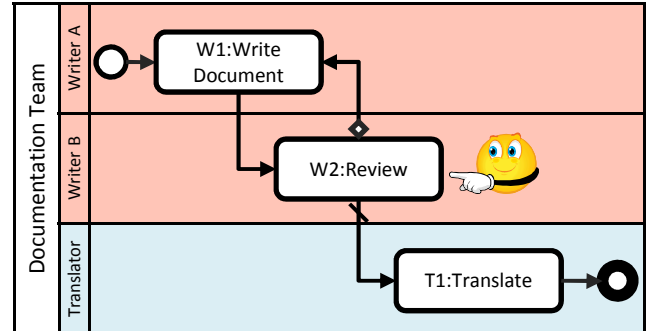 Documentation Team
Writer A
W1:Write
Document
Writer B
W2:Review
Translator
T1:Translate